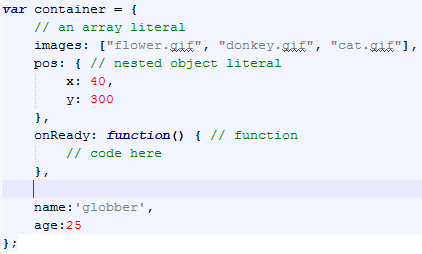 var container = {
    // an array literal
    images: ["flower.gif", "donkey.gif", "cat.gif"],
    pos: { // nested object literal
        x: 40,
        y: 300
    },
    onReady: function() { // function
        // code here
    },
    name:'globber',
    age:25
};